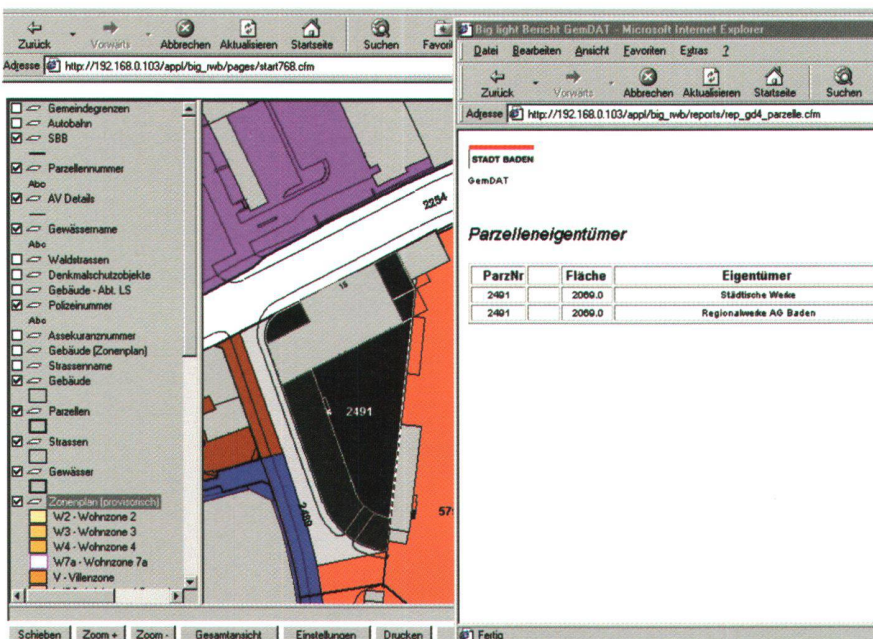 Zurück Vorwärts Abbrechen Aktualisieren Startseite Suchen Favori
Adresse http://192.168.0.103/appl/big_rwb/pages/start768.cfm
Gemeindegrenzen
Autobahn
SBB
Parzellennummer
Abc
AV Details
Gewässername
Abc
Waldstrassen
Denkmalschutzobjekte
Gebäude - Abt. LS
Polizeinummer
Abc
Assekuranznummer
Gebäude (Zonenplan)
Strassenname
Gebäude
Parzellen
Strassen
Gewässer
Zonenplan (provisorisch)
W2 - Wohnzone 2
W3 - Wohnzone 3
W4 - Wohnzone 4
W7a - Wohnzone 7a
V - Villenzone
2254
2491
Schieben Zoom + Zoom - Gesamtansicht Einstellungen Drucken
Big light Bericht GemDAT - Microsoft Internet Explorer
Datei Bearbeiten Ansicht Favoriten Extras ?
Zurück Vorwärts Abbrechen Aktualisieren Startseite Suchen
Adresse http://192.168.0.103/appl/big_rwb/reports/rep_gd4_parzelle.cfm
STADT BADEN
GemDAT
Parzelleneigentümer
ParzNr Fläche Eigentümer
2491 2069.0 Städtische Werke
2491 2069.0 Regionalwerke AG Baden
Fertig